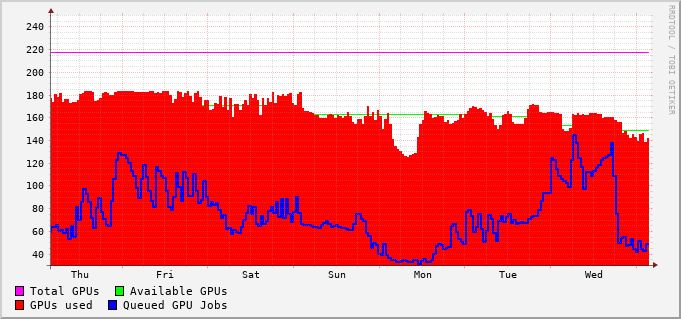 RRDTOOL / TOBI OETIKER
240
220
200
180
160
140
120
100
80
60
40
Thu Fri Sat Sun Mon Tue Wed
Total GPUs Available GPUs
GPUs used Queued GPU Jobs